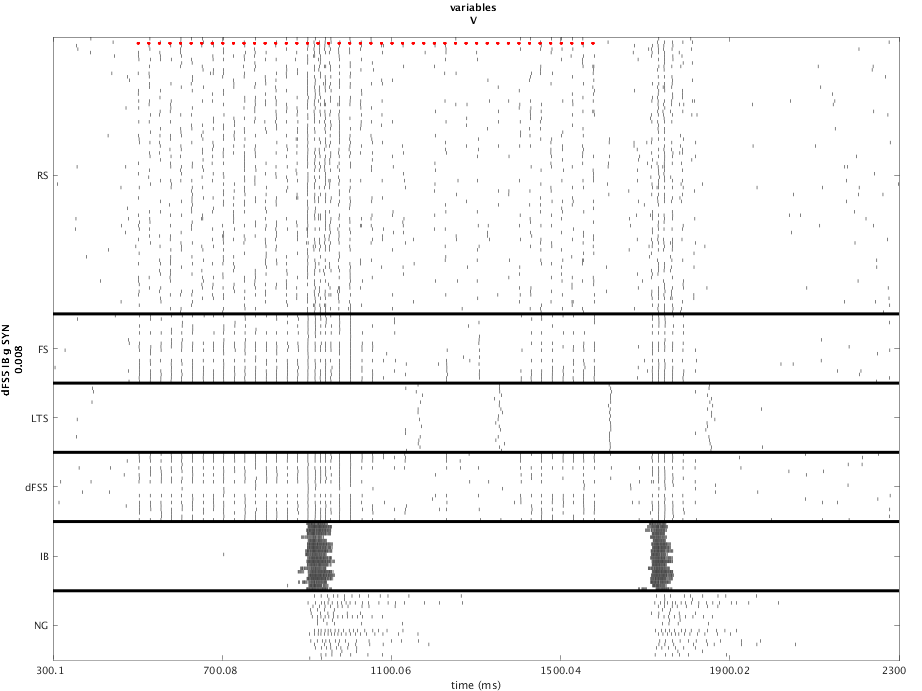 variables
V
RS
FS
LTS
dFS5
IB
NG
dFS5 IB g SYN
0.008
300.1
700.08
1100.06
1500.04
1900.02
2300
time (ms)